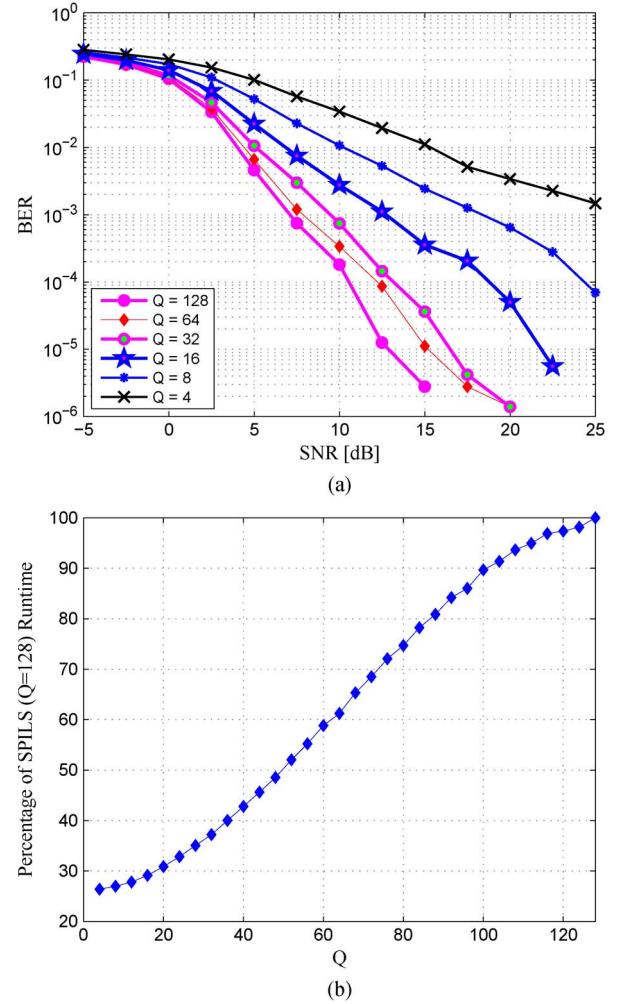 10^0
10^-1
10^-2
10^-3
10^-4
10^-5
10^-6
BER
Q = 128
Q = 64
Q = 32
Q = 16
Q = 8
Q = 4
-5 0 5 10 15 20 25
SNR [dB]
(a)
100
90
80
70
60
50
40
30
20
Percentage of SPILS (Q=128) Runtime
0 20 40 60 80 100 120
Q
(b)